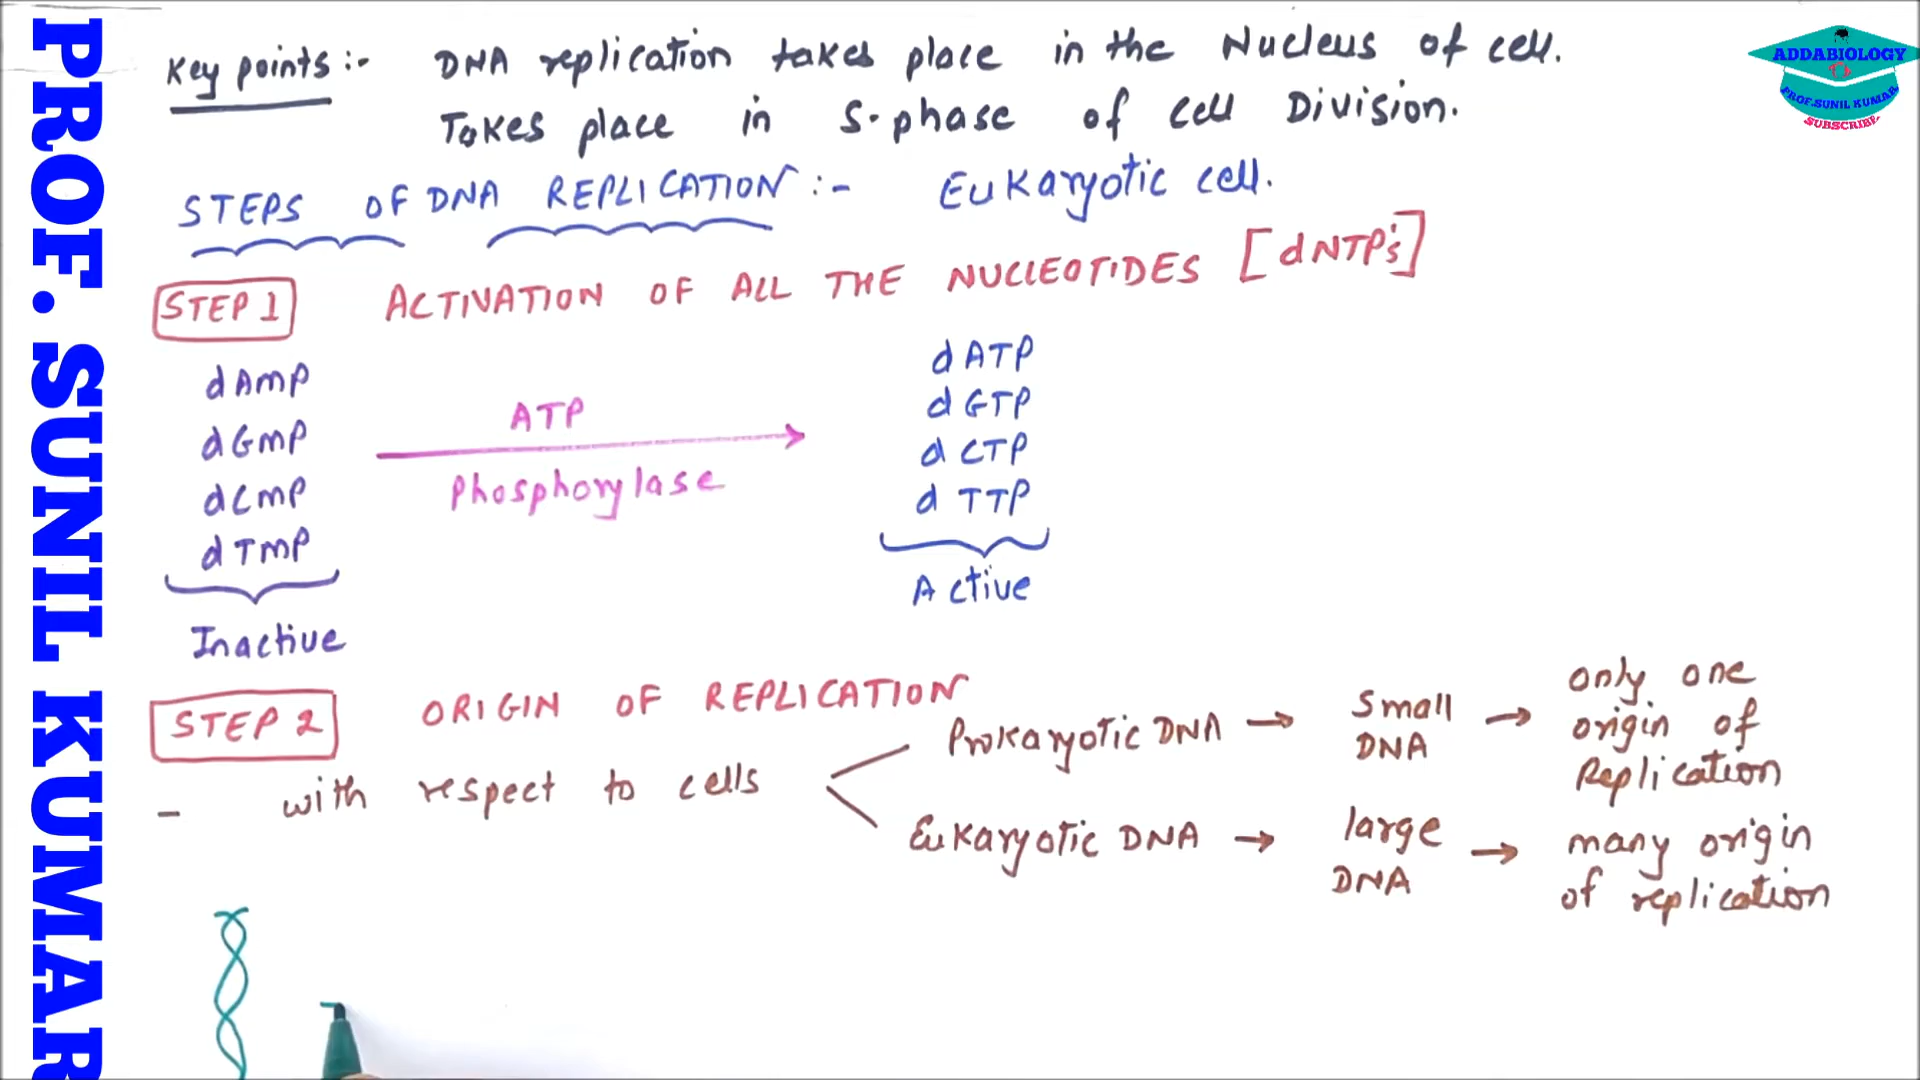 PROF. SUNIL KUMAR
ADDABIOLOGY
PROF.SUNIL KUMAR
SUBSCRIBE
Key points :- DNA replication takes place in the Nucleus of cell.
Takes place in S-phase of cell Division.
STEPS OF DNA REPLICATION :- Eukaryotic cell.
STEP 1 ACTIVATION OF ALL THE NUCLEOTIDES [dNTP's]
dAMP
dGMP
dCMP
dTMP
Inactive
ATP
Phosphorylase
dATP
dGTP
dCTP
dTTP
Active
STEP 2 ORIGIN OF REPLICATION
- with respect to cells
Prokaryotic DNA → Small DNA → only one origin of Replication
Eukaryotic DNA → large DNA → many origin of replication